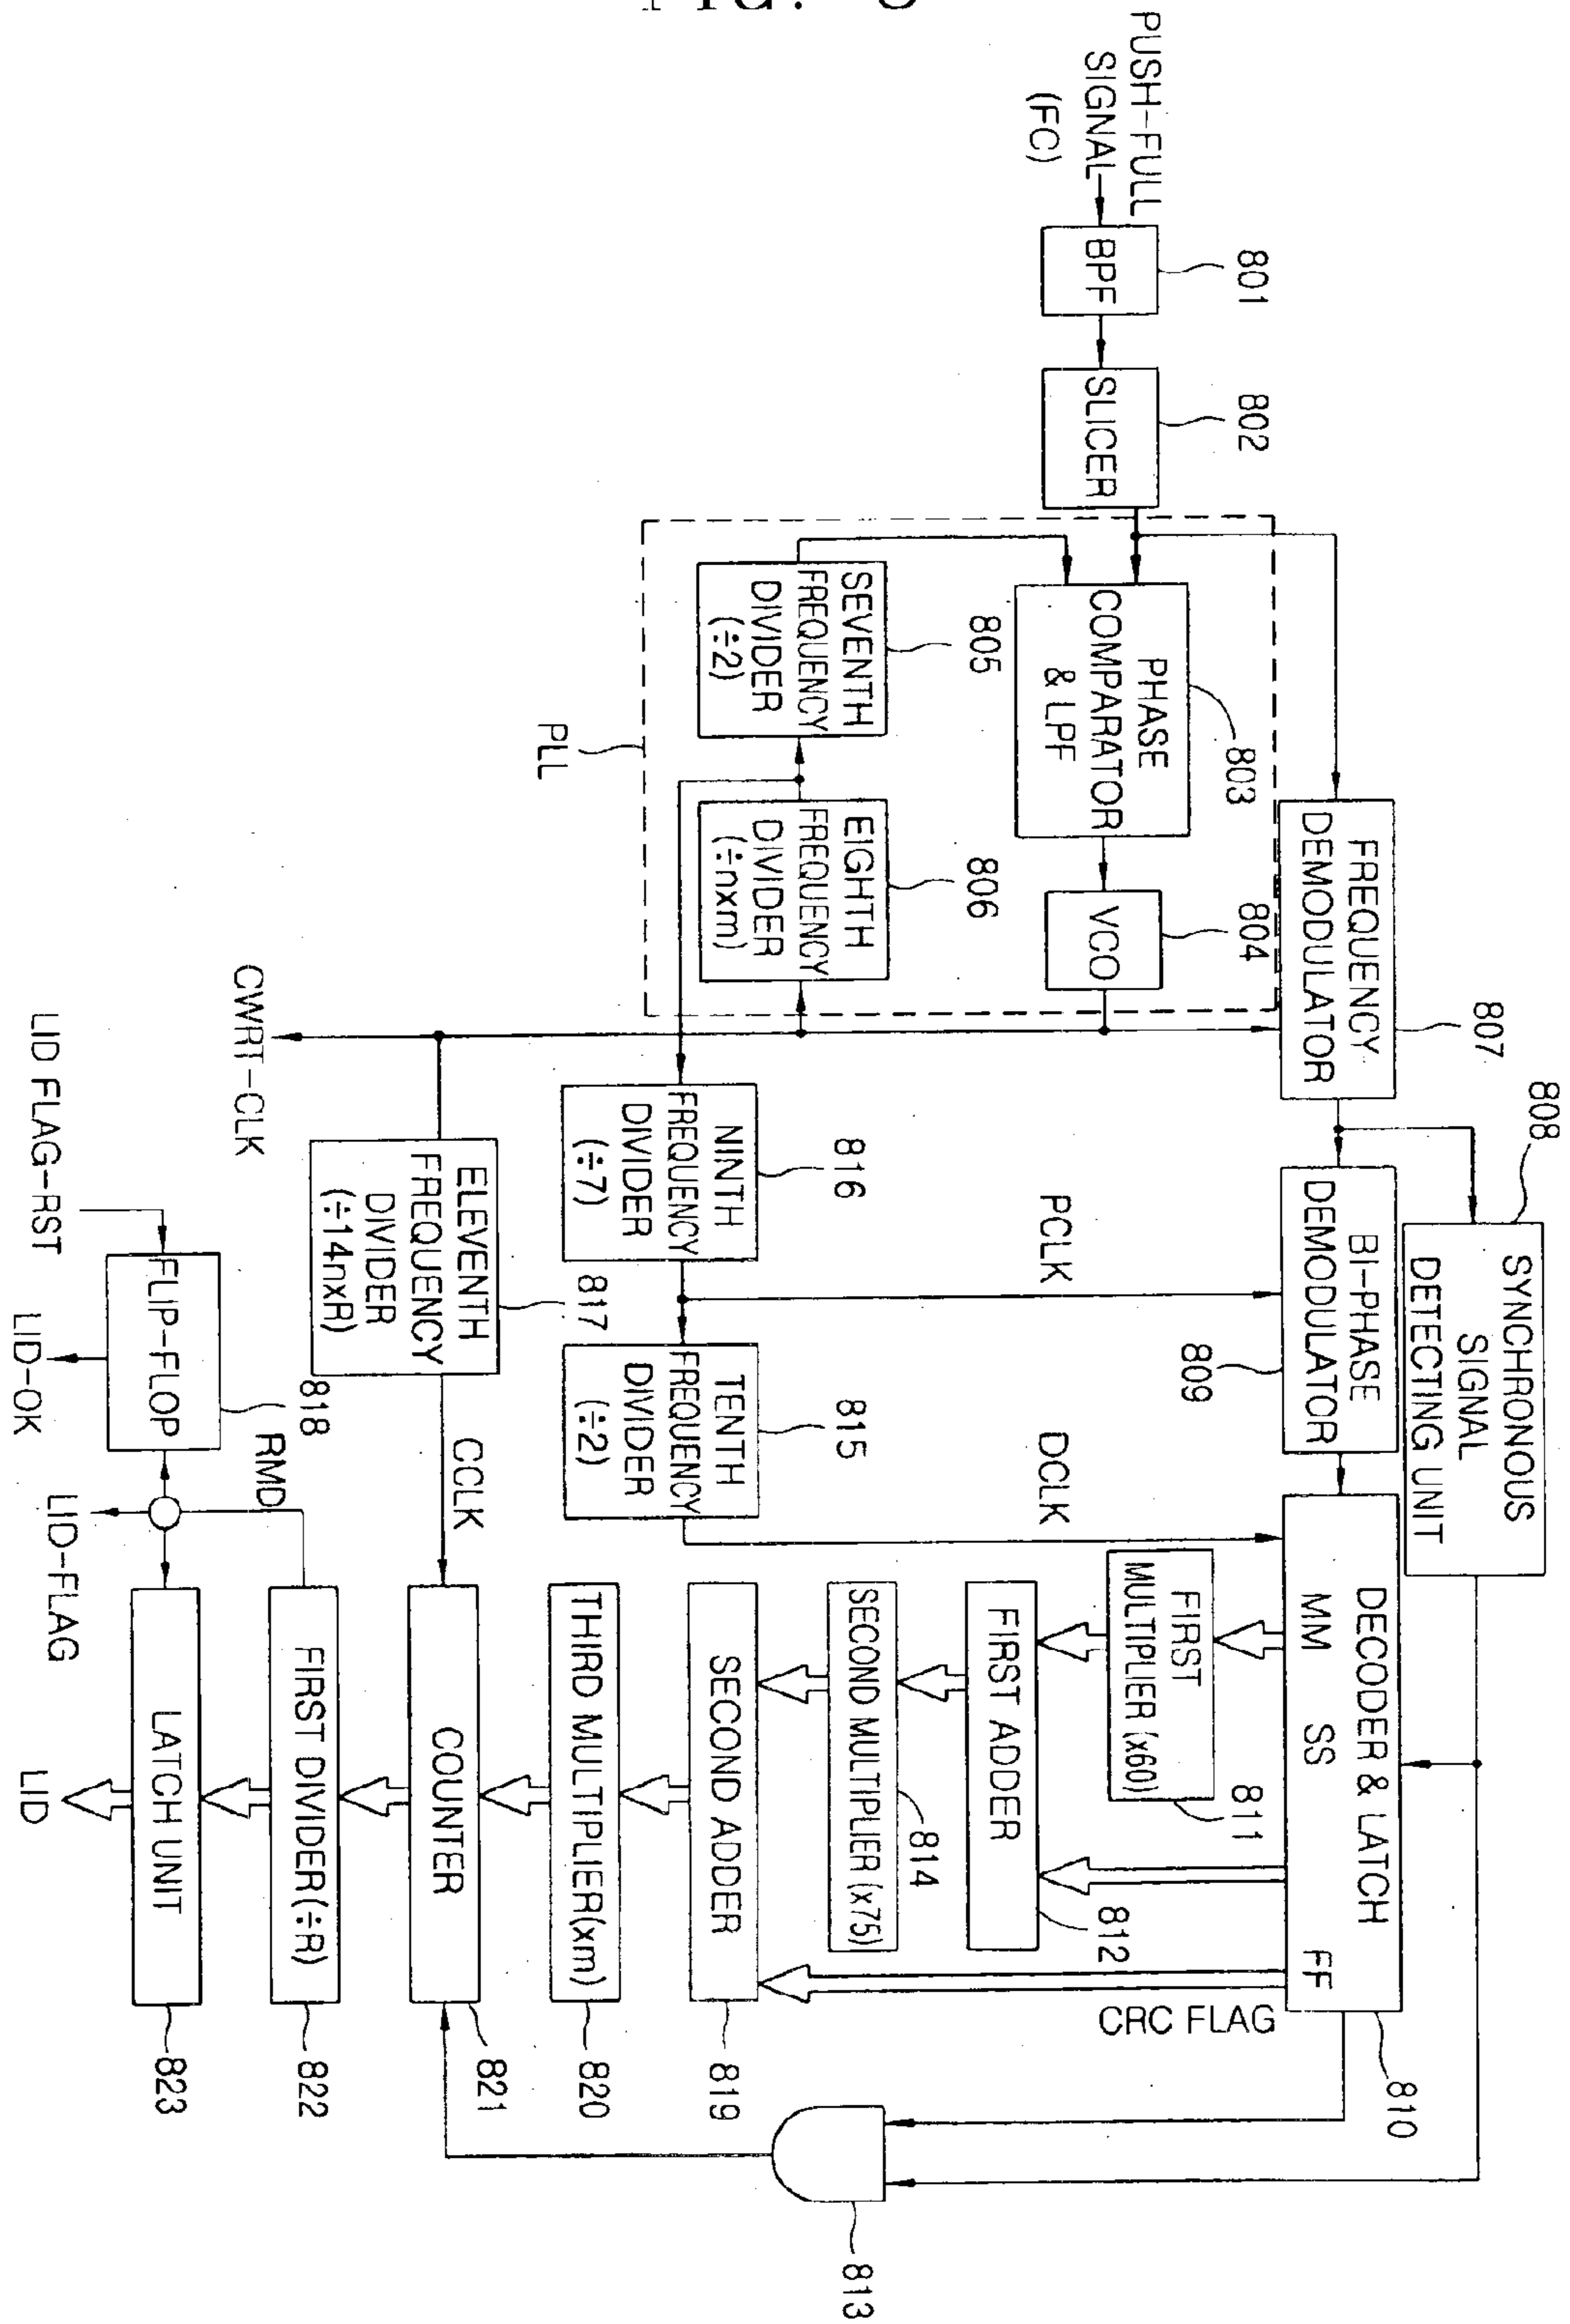 PUSH-FULL
SIGNAL
(FC)
801
BPF
802
SLICER
PHASE
COMPARATOR
& LPF
803
VCO
804
SEVENTH
FREQUENCY
DIVIDER
(÷2)
805
EIGHTH
FREQUENCY
DIVIDER
(÷nxm)
806
PLL
FREQUENCY
DEMODULATOR
807
808
SYNCHRONOUS
SIGNAL
DETECTING UNIT
BI-PHASE
DEMODULATOR
809
DECODER & LATCH
MM SS FF
810
CRC FLAG
PCLK
DCLK
NINTH
FREQUENCY
DIVIDER
(÷7)
816
TENTH
FREQUENCY
DIVIDER
(÷2)
815
ELEVENTH
FREQUENCY
DIVIDER
(÷14nxR)
817
CCLK
CWRT-CLK
FIRST
MULTIPLIER (x60)
811
FIRST ADDER
812
SECOND MULTIPLIER (x75)
814
SECOND ADDER
819
THIRD MULTIPLIER(xm)
820
COUNTER
821
813
FIRST DIVIDER(÷R)
822
LATCH UNIT
823
LID
LID FLAG-RST
FLIP-FLOP
818
RMD
LID-OK
LID-FLAG